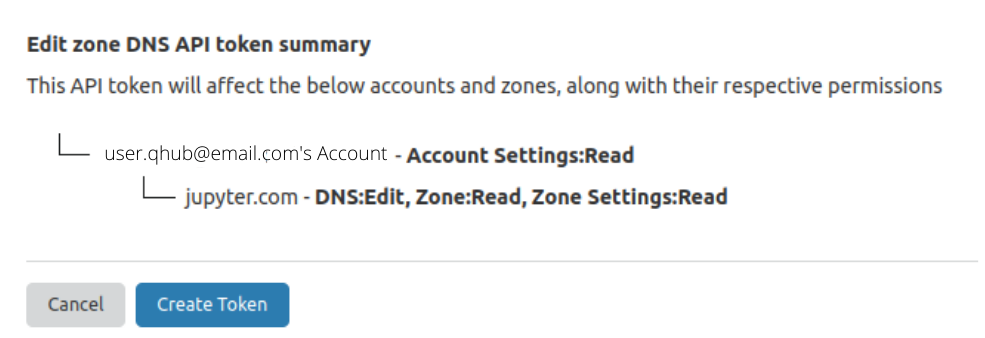 Edit zone DNS API token summary
This API token will affect the below accounts and zones, along with their respective permissions
user.qhub@email.com's Account - Account Settings:Read
jupyter.com - DNS:Edit, Zone:Read, Zone Settings:Read
Cancel Create Token